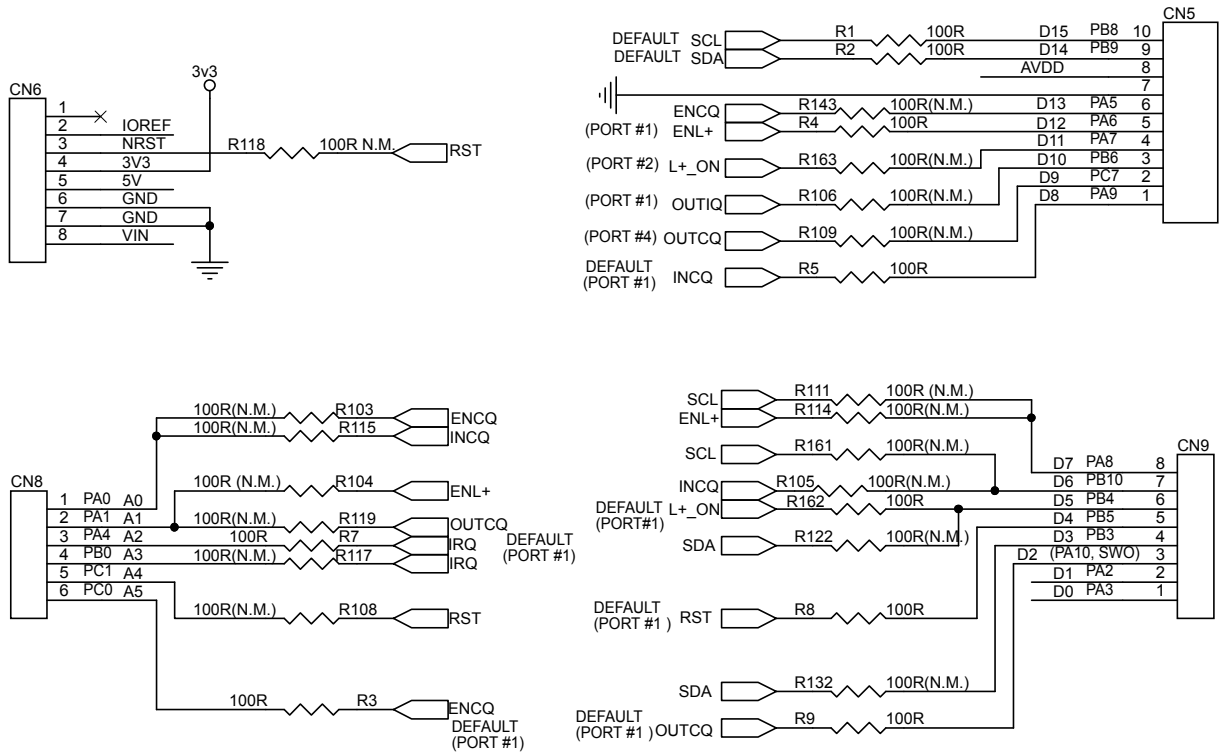 CN6
3v3
1
2 IOREF
3 NRST R118 100R N.M. RST
4 3V3
5 5V
6 GND
7 GND
8 VIN
CN5
DEFAULT SCL R1 100R D15 PB8 10
DEFAULT SDA R2 100R D14 PB9 9
AVDD 8
7
ENCQ R143 100R(N.M.) D13 PA5 6
(PORT #1) ENL+ R4 100R D12 PA6 5
D11 PA7 4
(PORT #2) L+_ON R163 100R(N.M.) D10 PB6 3
D9 PC7 2
(PORT #1) OUTIQ R106 100R(N.M.) D8 PA9 1
(PORT #4) OUTCQ R109 100R(N.M.)
DEFAULT
(PORT #1) INCQ R5 100R
100R(N.M.) R103 ENCQ
100R(N.M.) R115 INCQ
CN8
100R (N.M.) R104 ENL+
1 PA0 A0
2 PA1 A1 100R(N.M.) R119 OUTCQ
3 PA4 A2 100R R7 IRQ DEFAULT
(PORT #1)
4 PB0 A3 100R(N.M.) R117 IRQ
5 PC1 A4
6 PC0 A5
100R(N.M.) R108 RST
100R R3 ENCQ
DEFAULT
(PORT #1)
SCL R111 100R (N.M.)
ENL+ R114 100R(N.M.)
CN9
SCL R161 100R(N.M.)
D7 PA8 8
INCQ R105 100R(N.M.) D6 PB10 7
DEFAULT
(PORT#1) L+_ON R162 100R D5 PB4 6
D4 PB5 5
SDA R122 100R(N.M.) D3 PB3 4
D2 (PA10, SWO) 3
D1 PA2 2
D0 PA3 1
DEFAULT
(PORT #1 ) RST R8 100R
SDA R132 100R(N.M.)
DEFAULT
(PORT #1 ) OUTCQ R9 100R